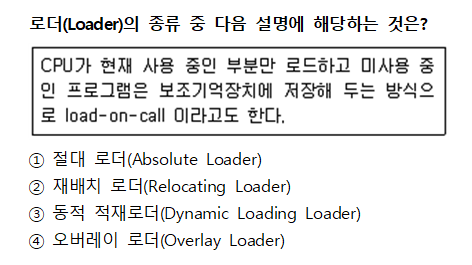 로더(Loader)의 종류 중 다음 설명에 해당하는 것은?
CPU가 현재 사용 중인 부분만 로드하고 미사용 중
인 프로그램은 보조기억장치에 저장해 두는 방식으
로 load-on-call 이라고도 한다.
① 절대 로더(Absolute Loader)
② 재배치 로더(Relocating Loader)
③ 동적 적재로더(Dynamic Loading Loader)
④ 오버레이 로더(Overlay Loader)